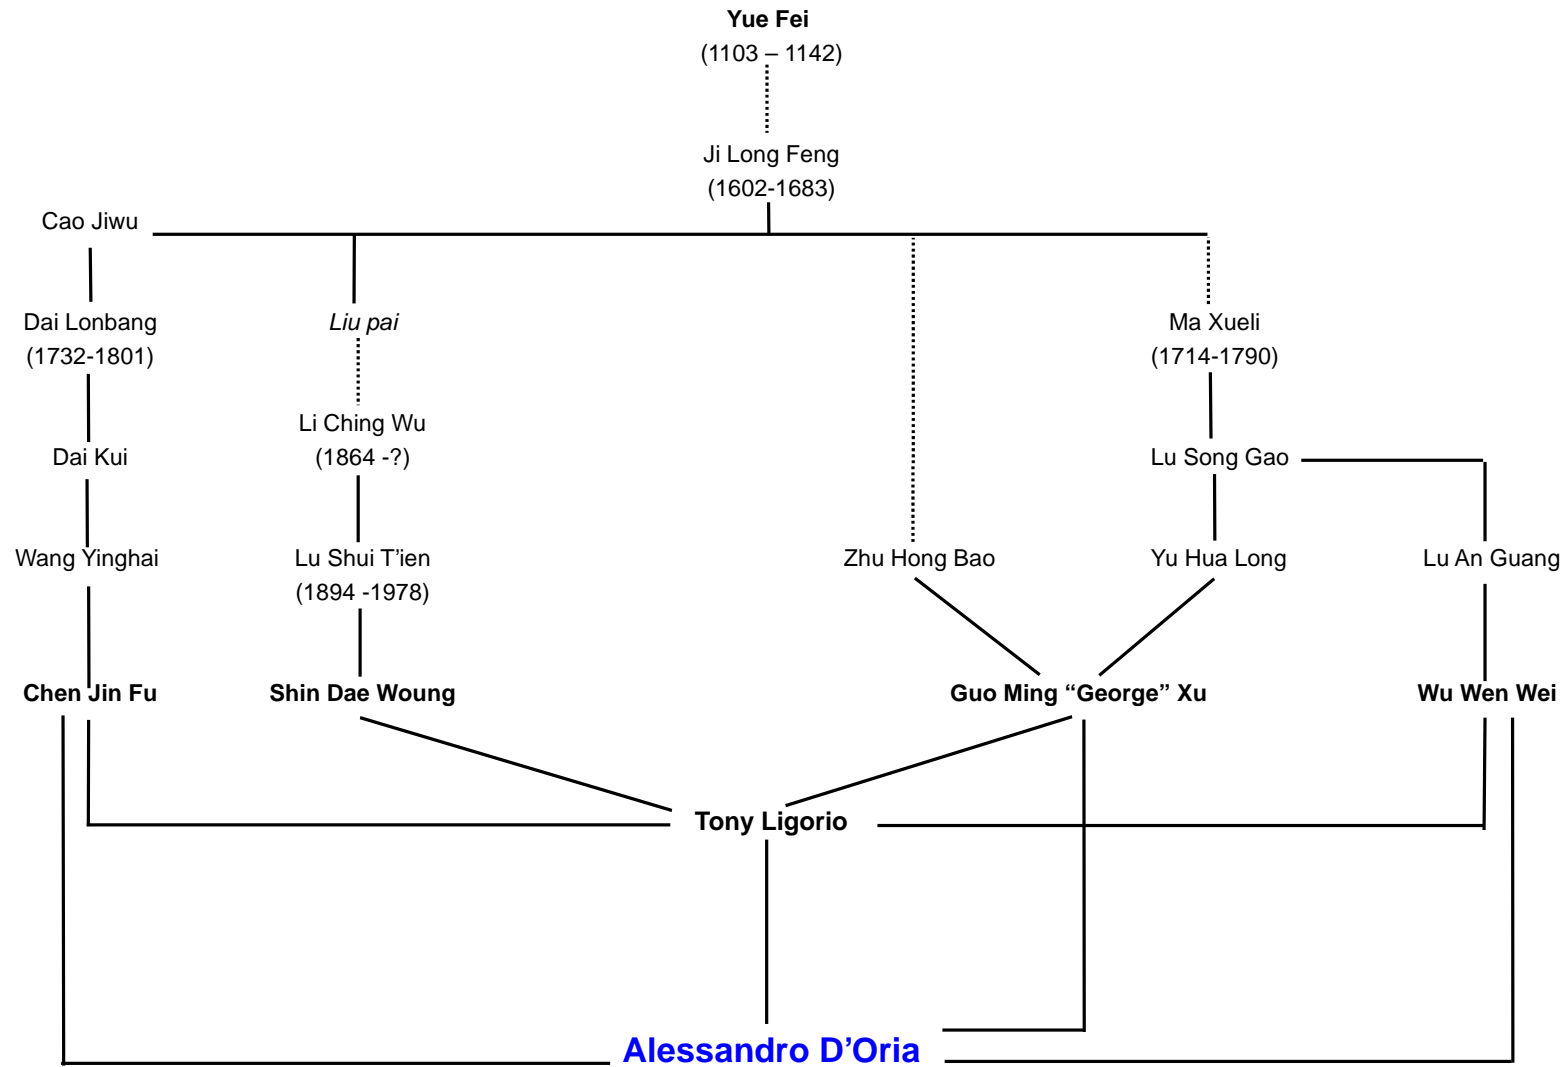 Yue Fei
(1103 – 1142)
Ji Long Feng
(1602-1683)
Cao Jiwu
Dai Lonbang
(1732-1801)
Liu pai
Ma Xueli
(1714-1790)
Li Ching Wu
(1864 -?)
Dai Kui
Lu Song Gao
Wang Yinghai
Lu Shui T’ien
(1894 -1978)
Zhu Hong Bao
Yu Hua Long
Lu An Guang
Chen Jin Fu
Shin Dae Woung
Guo Ming “George” Xu
Wu Wen Wei
Tony Ligorio
Alessandro D’Oria